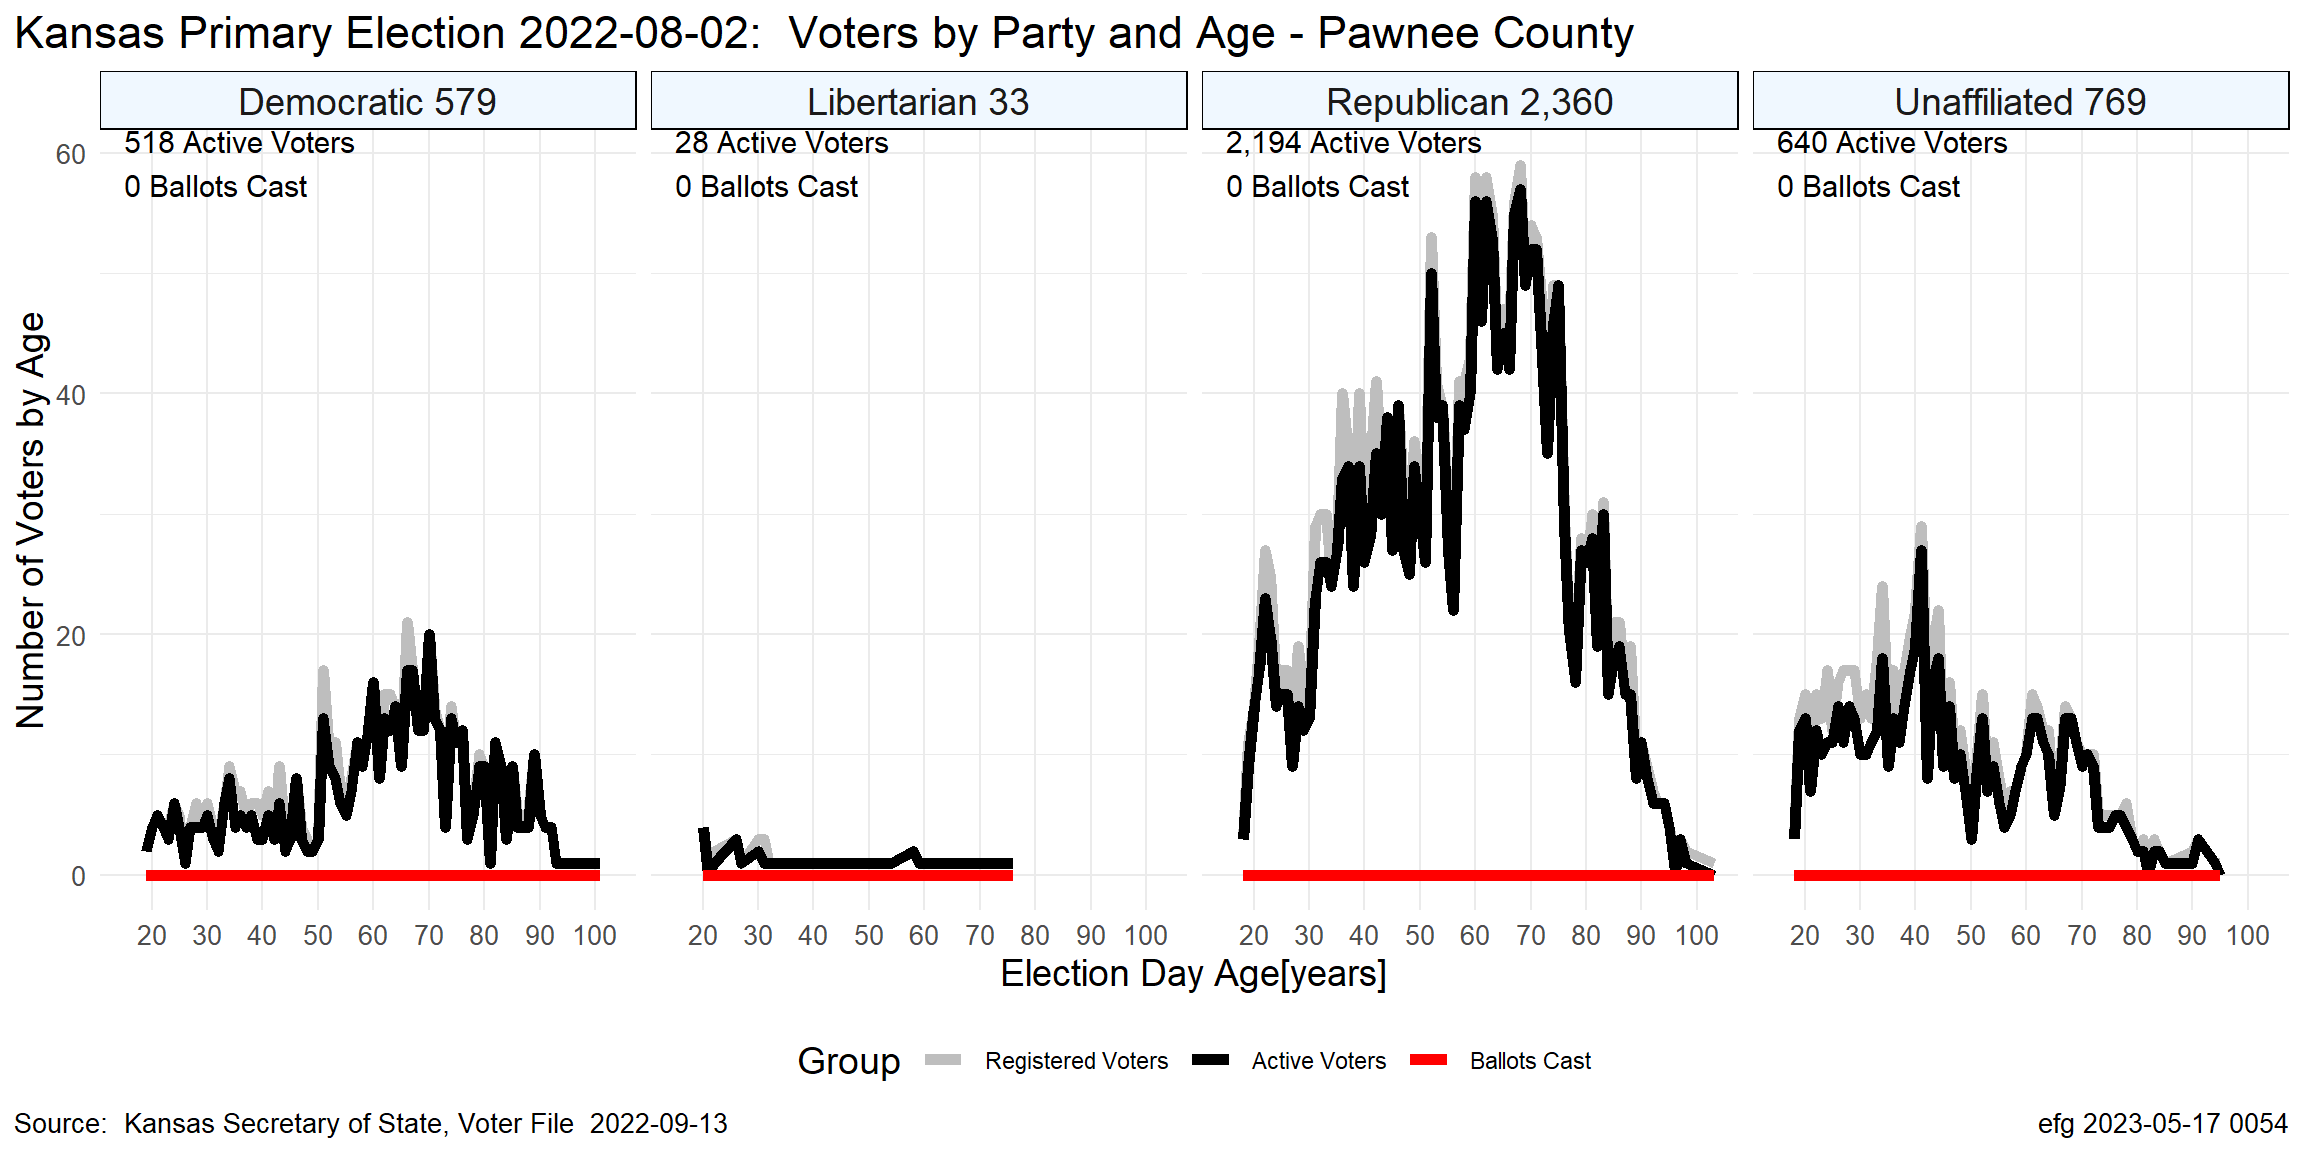 Kansas Primary Election 2022-08-02:  Voters by Party and Age - Pawnee County
Democratic 579
Libertarian 33
Republican 2,360
Unaffiliated 769
518 Active Voters
0 Ballots Cast
28 Active Voters
0 Ballots Cast
2,194 Active Voters
0 Ballots Cast
640 Active Voters
0 Ballots Cast
Number of Voters by Age
60
40
20
0
20 30 40 50 60 70 80 90 100
20 30 40 50 60 70 80 90 100
20 30 40 50 60 70 80 90 100
20 30 40 50 60 70 80 90 100
Election Day Age[years]
Group Registered Voters Active Voters Ballots Cast
Source:  Kansas Secretary of State, Voter File  2022-09-13
efg 2023-05-17 0054